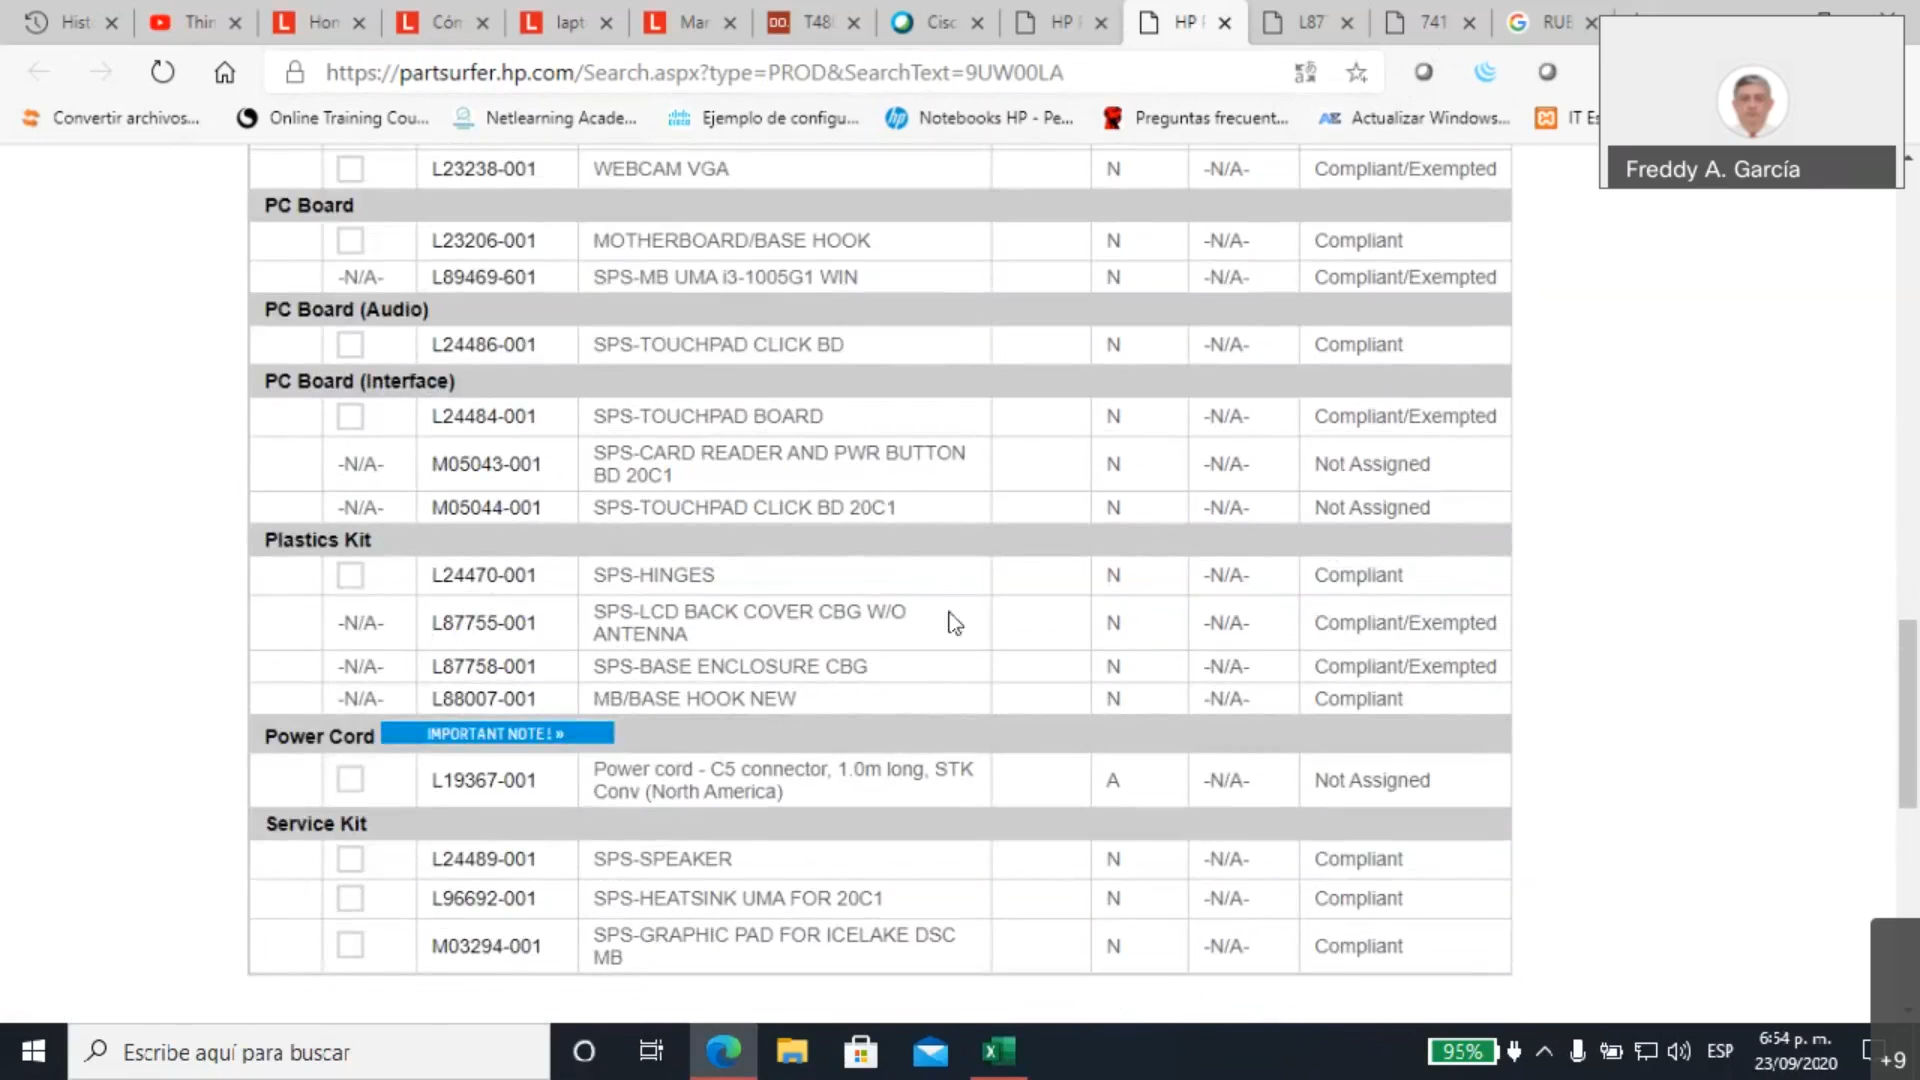 Hist
Thin
Hon
Cón
lapt
Mar
T480
Cisc
HP
HP
L87
741
RUE
https://partsurfer.hp.com/Search.aspx?type=PROD&SearchText=9UW00LA
Convertir archivos...
Online Training Cou...
Netlearning Acade...
Ejemplo de configu...
Notebooks HP - Pe...
Preguntas frecuent...
Actualizar Windows...
IT Es
Freddy A. García
L23238-001 WEBCAM VGA N -N/A- Compliant/Exempted
PC Board
L23206-001 MOTHERBOARD/BASE HOOK N -N/A- Compliant
-N/A- L89469-601 SPS-MB UMA i3-1005G1 WIN N -N/A- Compliant/Exempted
PC Board (Audio)
L24486-001 SPS-TOUCHPAD CLICK BD N -N/A- Compliant
PC Board (Interface)
L24484-001 SPS-TOUCHPAD BOARD N -N/A- Compliant/Exempted
-N/A- M05043-001 SPS-CARD READER AND PWR BUTTON N -N/A- Not Assigned
BD 20C1
-N/A- M05044-001 SPS-TOUCHPAD CLICK BD 20C1 N -N/A- Not Assigned
Plastics Kit
L24470-001 SPS-HINGES N -N/A- Compliant
-N/A- L87755-001 SPS-LCD BACK COVER CBG W/O N -N/A- Compliant/Exempted
ANTENNA
-N/A- L87758-001 SPS-BASE ENCLOSURE CBG N -N/A- Compliant/Exempted
-N/A- L88007-001 MB/BASE HOOK NEW N -N/A- Compliant
Power Cord IMPORTANT NOTE! »
L19367-001 Power cord - C5 connector, 1.0m long, STK A -N/A- Not Assigned
Conv (North America)
Service Kit
L24489-001 SPS-SPEAKER N -N/A- Compliant
L96692-001 SPS-HEATSINK UMA FOR 20C1 N -N/A- Compliant
M03294-001 SPS-GRAPHIC PAD FOR ICELAKE DSC N -N/A- Compliant
MB
Escribe aquí para buscar
95%
ESP
6:54 p. m.
23/09/2020
+9